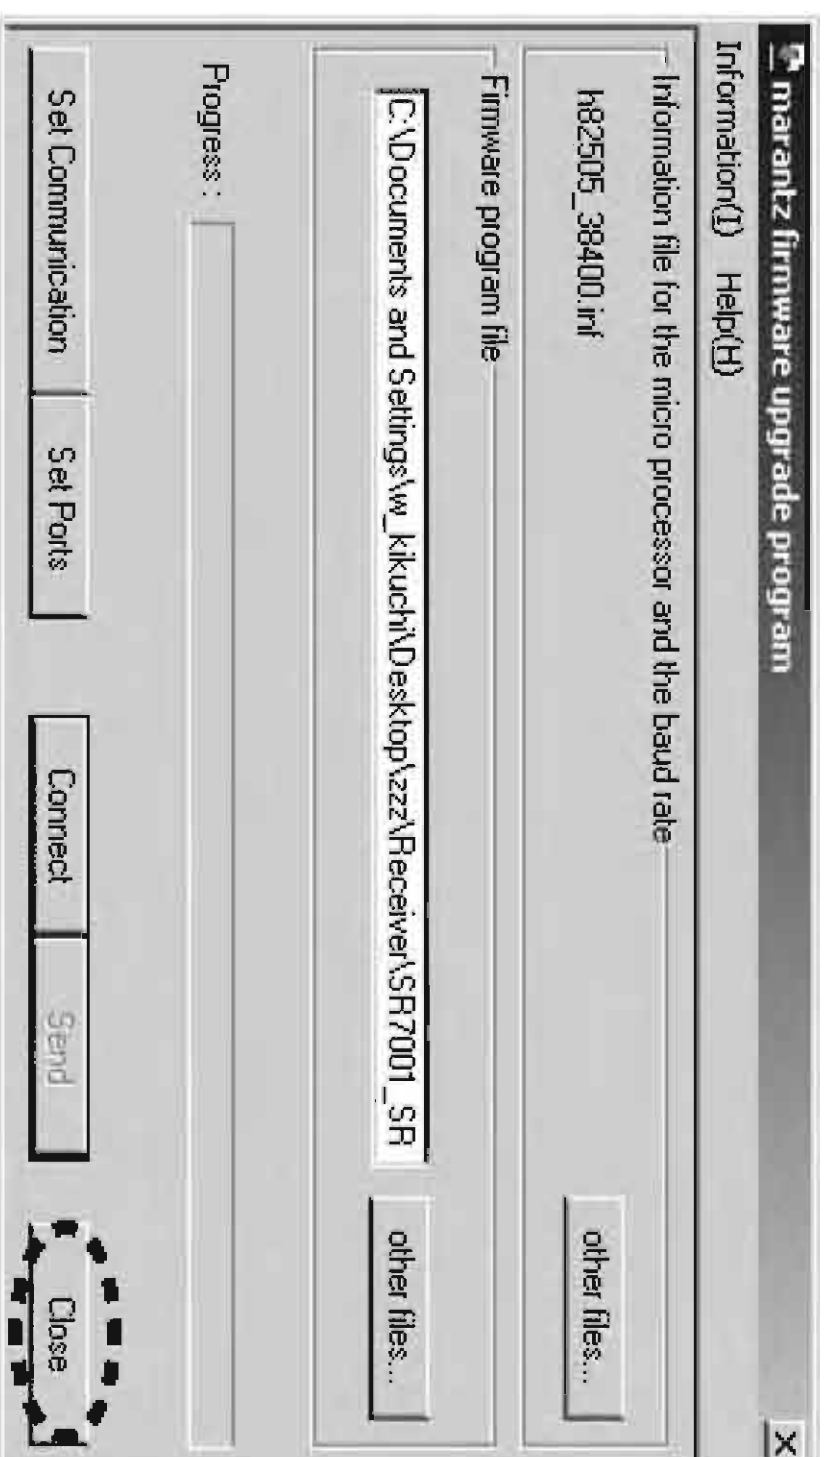 marantz firmware upgrade program
Information(I) Help(H)
Information file for the micro processor and the baud rate
h82505_38400.inf
other files...
Firmware program file
C:\Documents and Settings\w_kikuchi\Desktop\zzz\Receiver\SR7001_SR
other files...
Progress :
Set Communication Set Ports Connect Send Close